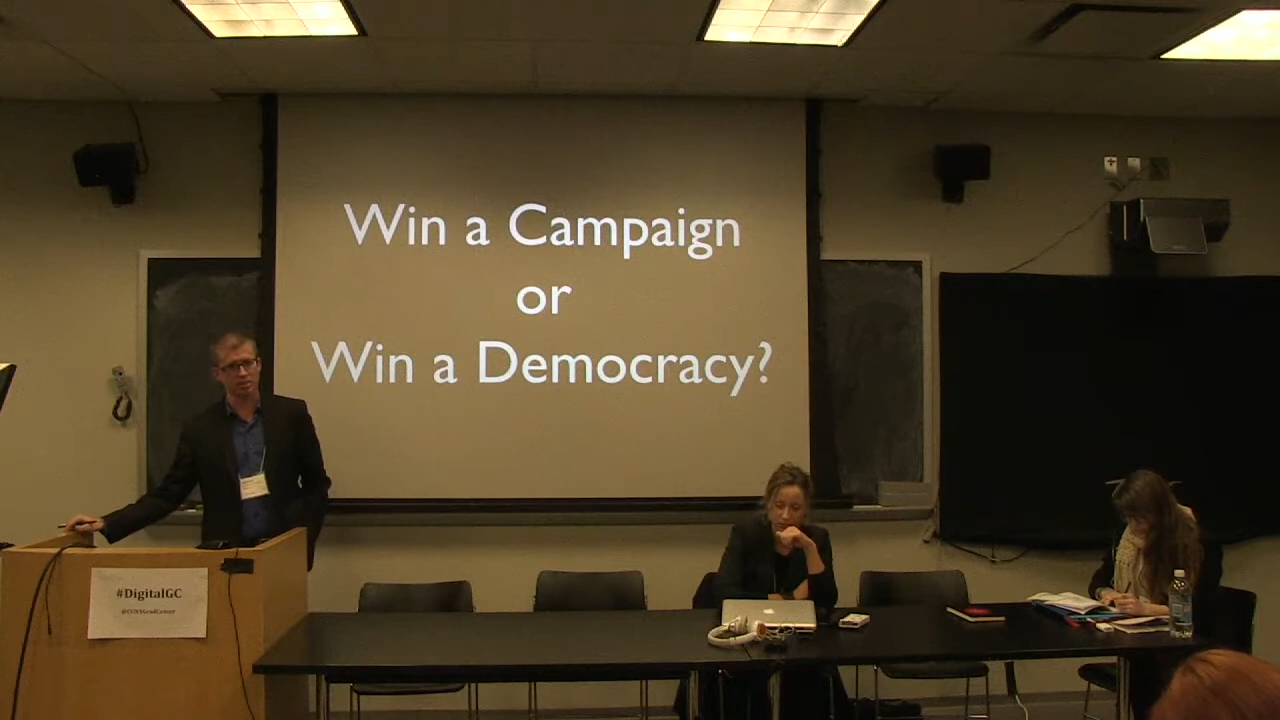 Win a Campaign
or
Win a Democracy?
#DigitalGC
@CUNYGradCenter